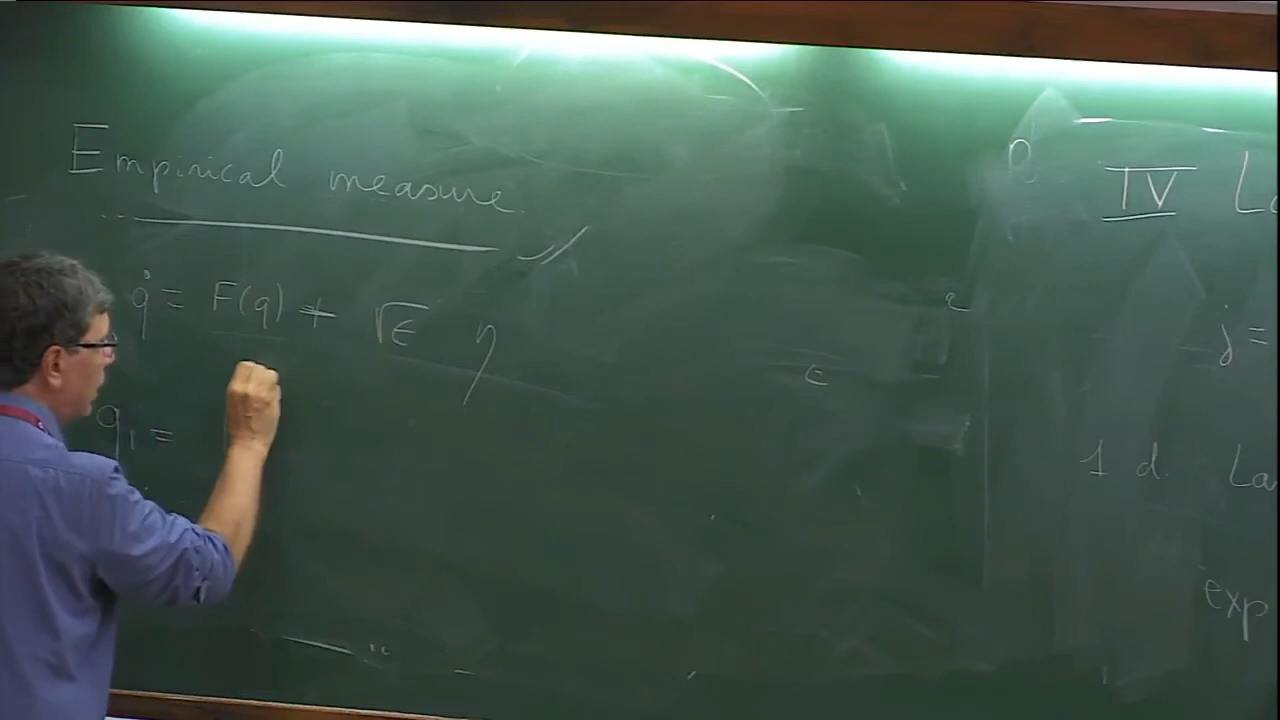 Empirical measure
q̇ = F(q) + √ε η
q₁ =
IV
j =
1 d.
exp